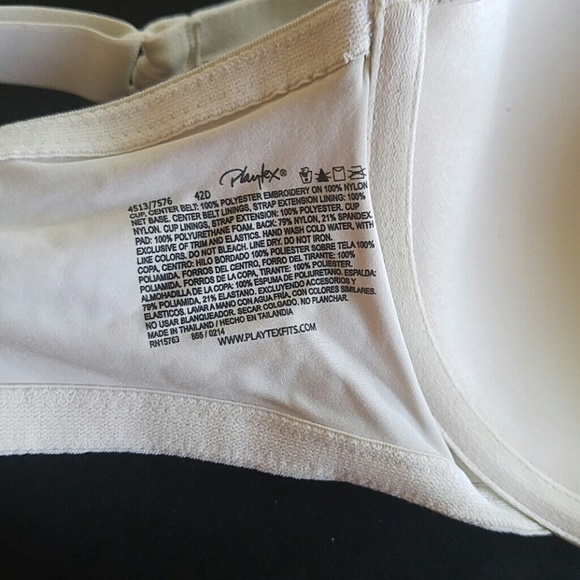 Playtex®
4513/7576 42D
CUP, CENTER BELT: 100% POLYESTER EMBROIDERY ON 100% NYLON
NET BASE. CENTER BELT LININGS, STRAP EXTENSION LINING: 100%
NYLON. CUP LININGS, STRAP EXTENSION: 100% POLYESTER. CUP
PAD: 100% POLYURETHANE FOAM. BACK: 79% NYLON, 21% SPANDEX.
EXCLUSIVE OF TRIM AND ELASTICS. HAND WASH COLD WATER, WITH
LIKE COLORS. DO NOT BLEACH. LINE DRY. DO NOT IRON.
COPA, CENTRO: HILO BORDADO 100% POLIESTER SOBRE TELA 100%
POLIAMIDA. FORROS DEL CENTRO, FORRO DEL TIRANTE: 100%
POLIAMIDA. FORROS DE COPA, TIRANTE: 100% POLIESTER.
ALMOHADILLA DE LA COPA: 100% ESPUMA DE POLIURETANO. ESPALDA:
79% POLIAMIDA, 21% ELASTANO. EXCLUYENDO ACCESORIOS Y
ELASTICOS. LAVAR A MANO CON AGUA FRÍA, CON COLORES SIMILARES.
NO USAR BLANQUEADOR. SECAR COLGADO. NO PLANCHAR.
MADE IN THAILAND / HECHO EN TAILANDIA
RN15763 655 / 0214
WWW.PLAYTEXFITS.COM